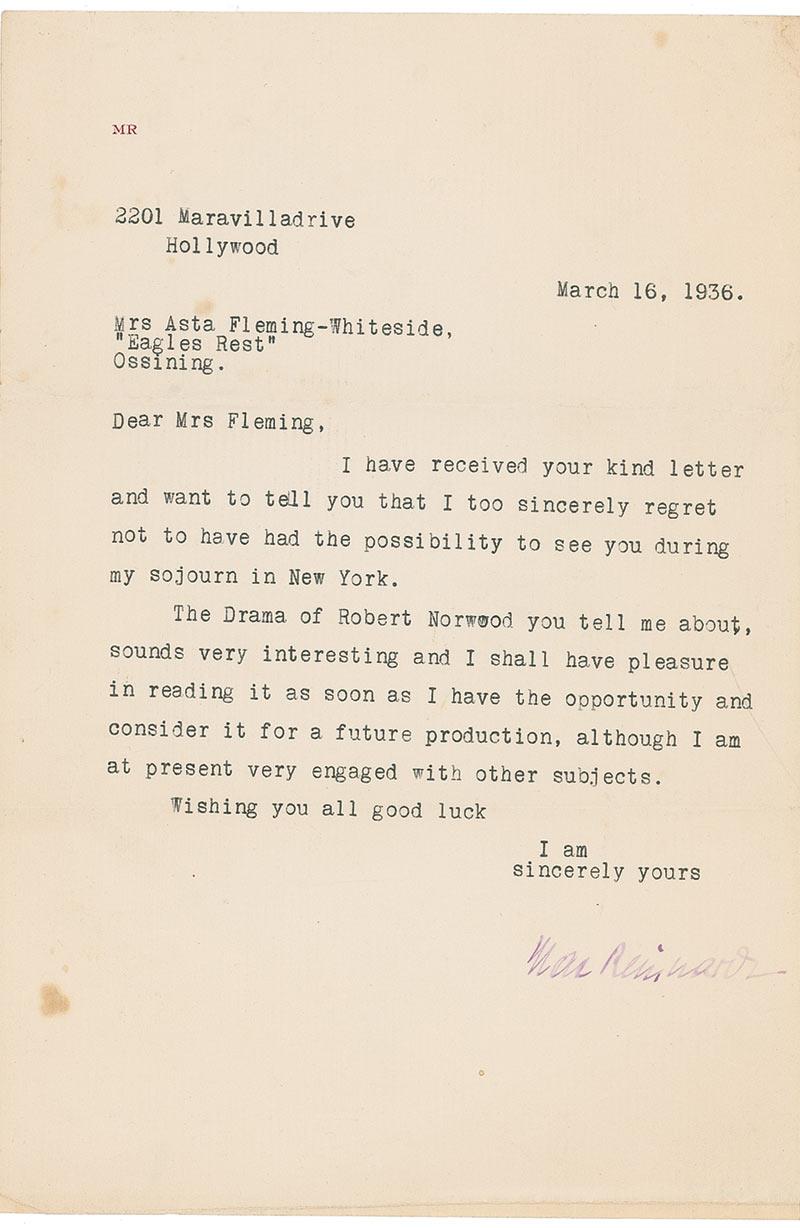 MR
2201 Maravilladrive
Hollywood
March 16, 1936.
Mrs Asta Fleming-Whiteside,
"Eagles Rest"
Ossining.
Dear Mrs Fleming,
I have received your kind letter
and want to tell you that I too sincerely regret
not to have had the possibility to see you during
my sojourn in New York.
The Drama of Robert Norwood you tell me about,
sounds very interesting and I shall have pleasure
in reading it as soon as I have the opportunity and
consider it for a future production, although I am
at present very engaged with other subjects.
Wishing you all good luck
I am
sincerely yours
Max Reinhardt